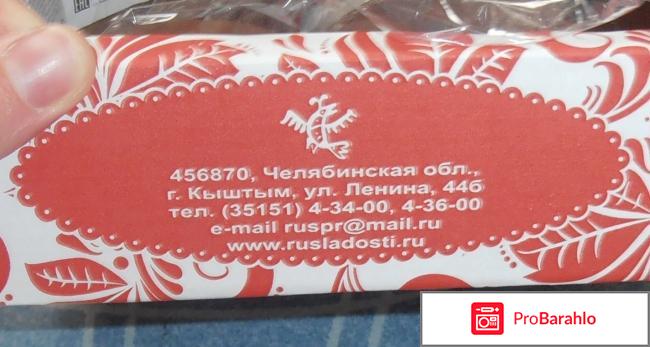 456870, Челябинская обл.,
г. Кыштым, ул. Ленина, 44б
тел. (35151) 4-34-00, 4-36-00
e-mail ruspr@mail.ru
www.rusladosti.ru
ProBarahlo